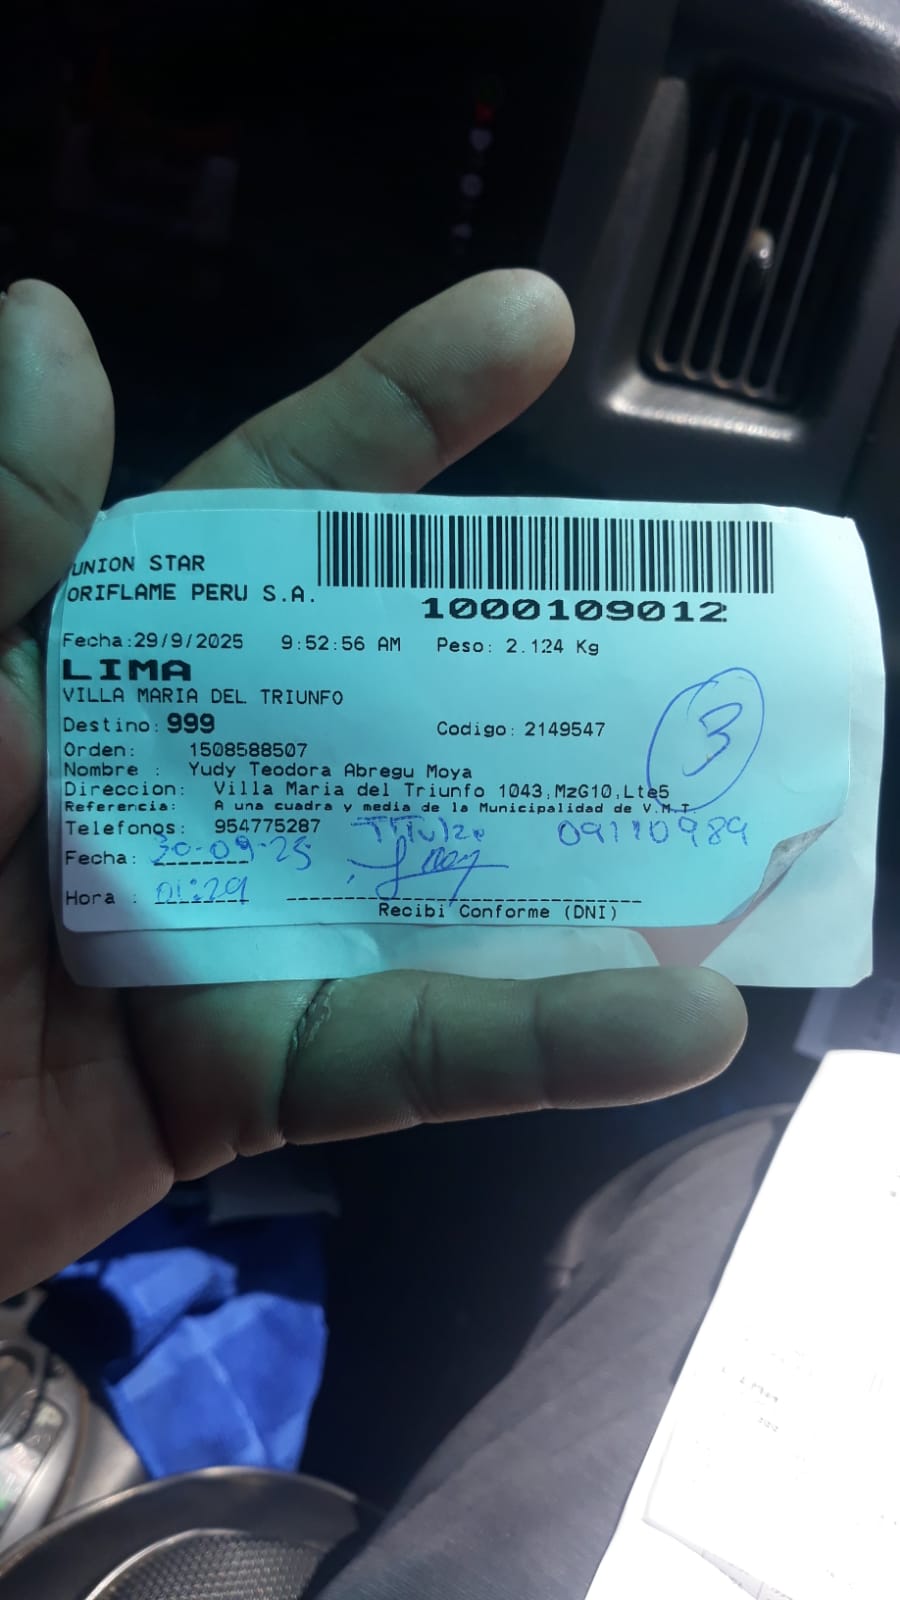 UNION STAR
ORIFLAME PERU S.A.
1000109012
Fecha:29/9/2025 9:52:56 AM Peso: 2.124 Kg
LIMA
VILLA MARIA DEL TRIUNFO
Destino: 999 Codigo: 2149547
3
Orden: 1508588507
Nombre : Yudy Teodora Abregu Moya
Direccion: Villa Maria del Triunfo 1043,MzG10,Lte5
Referencia: A una cuadra y media de la Municipalidad de V.M.T.
Telefonos: 954775287 09110989
Fecha: 30-09-25
Hora : 01:29
Recibi Conforme (DNI)